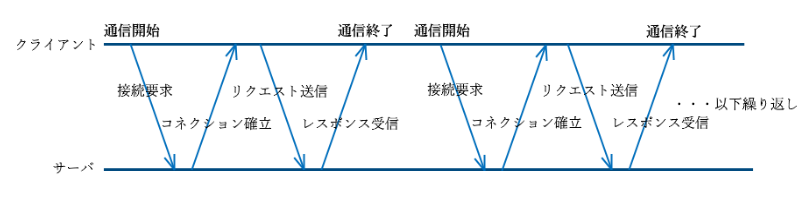 通信開始
通信終了
通信開始
通信終了
クライアント
接続要求
リクエスト送信
接続要求
リクエスト送信
・・・以下繰り返し
コネクション確立
レスポンス受信
コネクション確立
レスポンス受信
サーバ